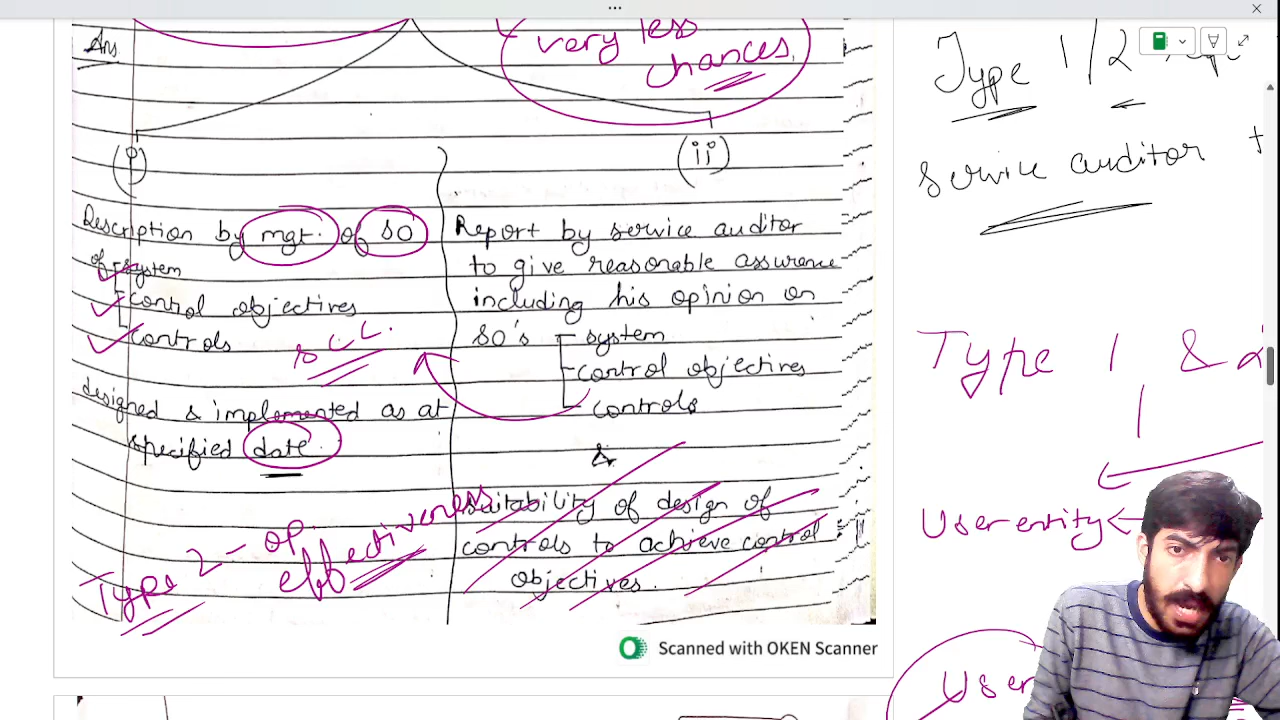 Ans.
very less
chances.
(i)
(ii)
Description by mgt. of SO
of system
control objectives
controls
SCC.
designed & implemented as at
specified date.
Type 2 - op.
effectiveness
Report by service auditor
to give reasonable assurance
including his opinion on
SO's system
control objectives
controls
&
suitability of design of
controls to achieve control
objectives.
Scanned with OKEN Scanner
Type 1/2
service auditor
Type 1 & 2
User entity
User